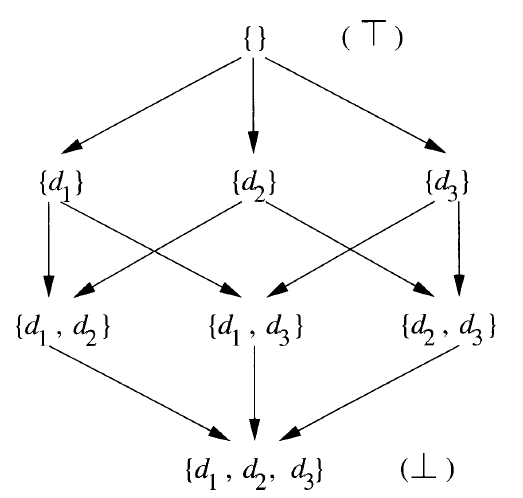 {} (⊤)
{d₁} {d₂} {d₃}
{d₁ , d₂} {d₁ , d₃} {d₂ , d₃}
{d₁ , d₂, d₃} (⊥)